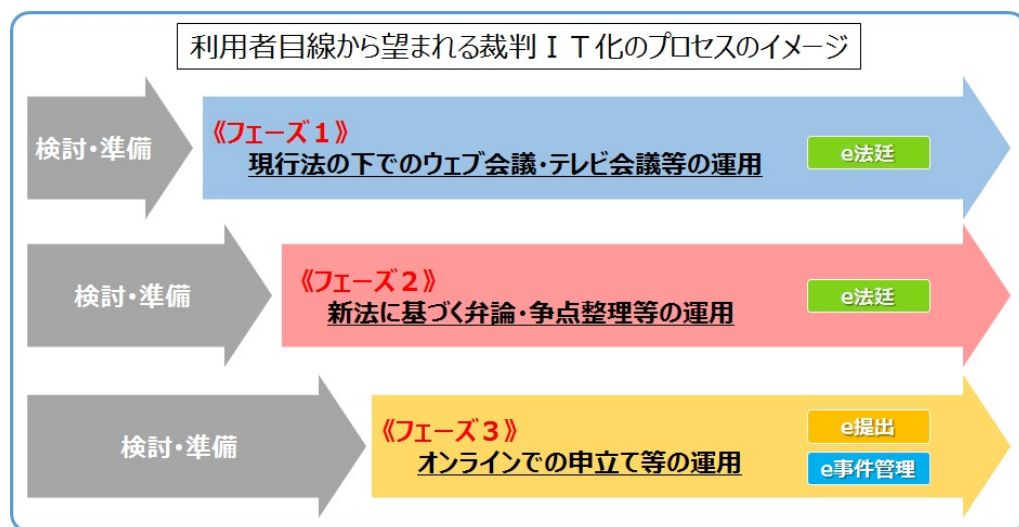 利用者目線から望まれる裁判ＩＴ化のプロセスのイメージ
検討・準備
《フェーズ１》
現行法の下でのウェブ会議・テレビ会議等の運用
e法廷
検討・準備
《フェーズ２》
新法に基づく弁論・争点整理等の運用
e法廷
検討・準備
《フェーズ３》
オンラインでの申立て等の運用
e提出
e事件管理